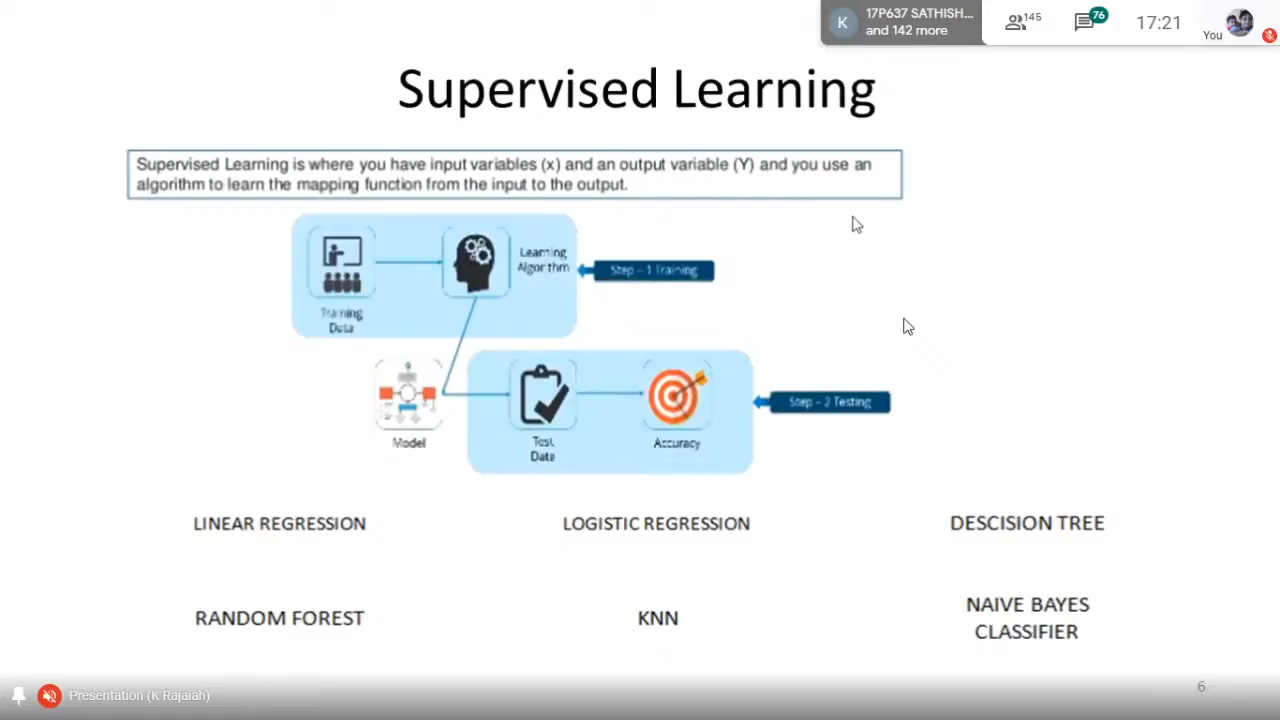 17P637 SATHISH...
and 142 more
K
145
76
17:21
You
Supervised Learning
Supervised Learning is where you have input variables (x) and an output variable (Y) and you use an
algorithm to learn the mapping function from the input to the output.
Learning
Algorithm
Step – 1 Training
Training
Data
Model
Test
Data
Accuracy
Step – 2 Testing
LINEAR REGRESSION
LOGISTIC REGRESSION
DESCISION TREE
RANDOM FOREST
KNN
NAIVE BAYES
CLASSIFIER
Presentation (K Rajaiah)
6